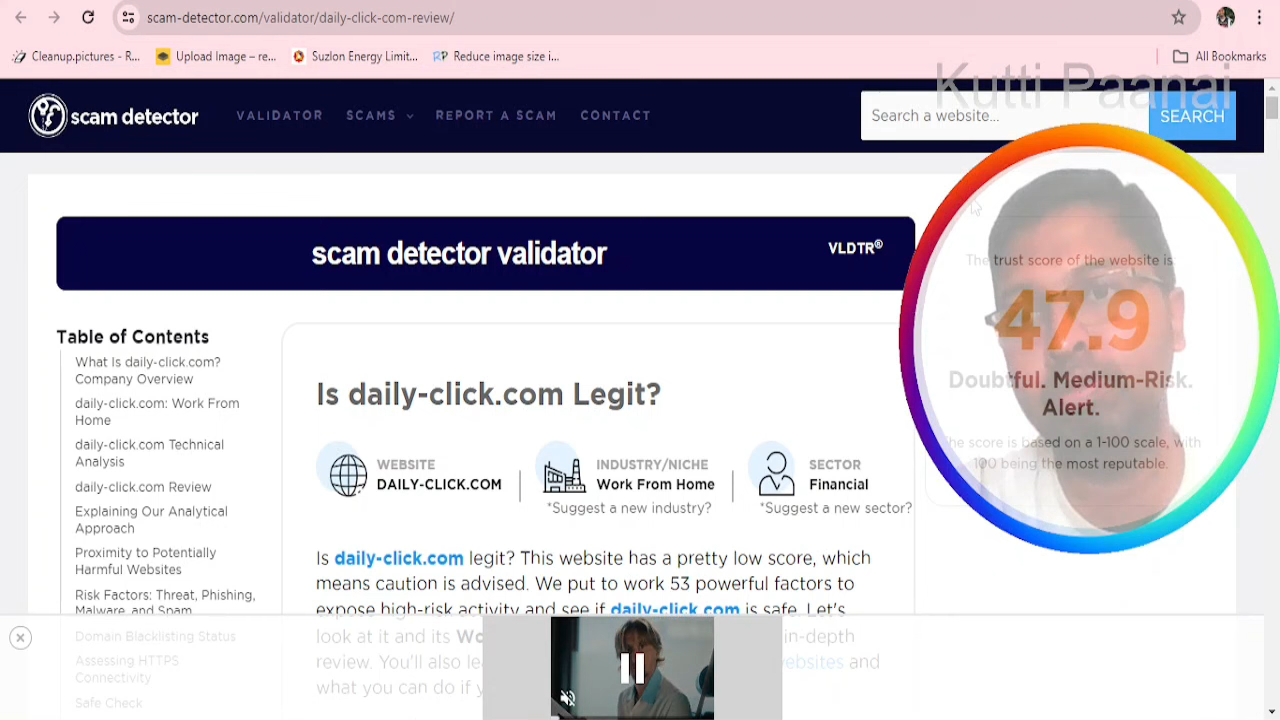 scam-detector.com/validator/daily-click-com-review/
Cleanup.pictures - R...
Upload Image – re...
Suzlon Energy Limit...
RP Reduce image size i...
All Bookmarks
Kutti Paanai
scam detector
VALIDATOR
SCAMS
REPORT A SCAM
CONTACT
Search a website...
SEARCH
scam detector validator
VLDTR®
The trust score of the website is:
47.9
Doubtful. Medium-Risk.
Alert.
The score is based on a 1-100 scale, with
100 being the most reputable.
Table of Contents
What Is daily-click.com?
Company Overview
daily-click.com: Work From
Home
daily-click.com Technical
Analysis
daily-click.com Review
Explaining Our Analytical
Approach
Proximity to Potentially
Harmful Websites
Risk Factors: Threat, Phishing,
Malware, and Spam
Domain Blacklisting Status
Assessing HTTPS
Connectivity
Safe Check
Is daily-click.com Legit?
WEBSITE
DAILY-CLICK.COM
INDUSTRY/NICHE
Work From Home
*Suggest a new industry?
SECTOR
Financial
*Suggest a new sector?
Is daily-click.com legit? This website has a pretty low score, which
means caution is advised. We put to work 53 powerful factors to
expose high-risk activity and see if daily-click.com is safe. Let's
look at it and its in-depth
review. You'll also and
what you can do if